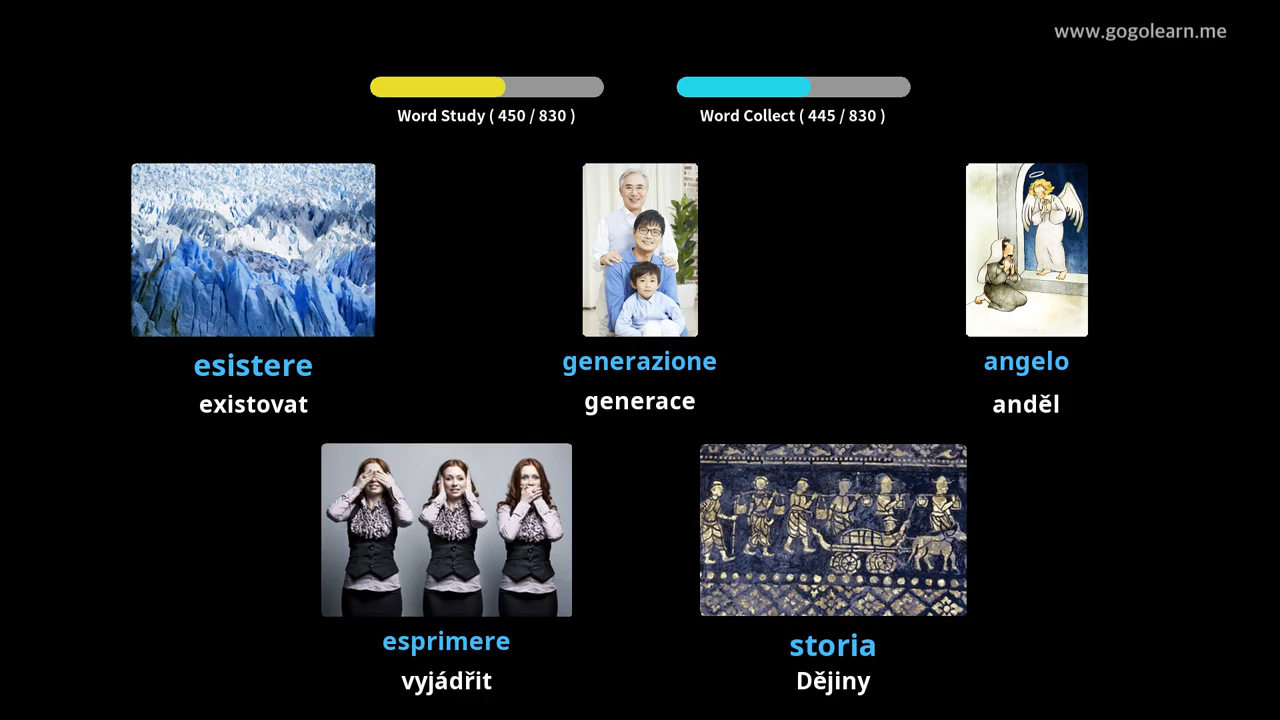 www.gogolearn.me
Word Study ( 450 / 830 )
Word Collect ( 445 / 830 )
esistere
existovat
generazione
generace
angelo
anděl
esprimere
vyjádřit
storia
Dějiny